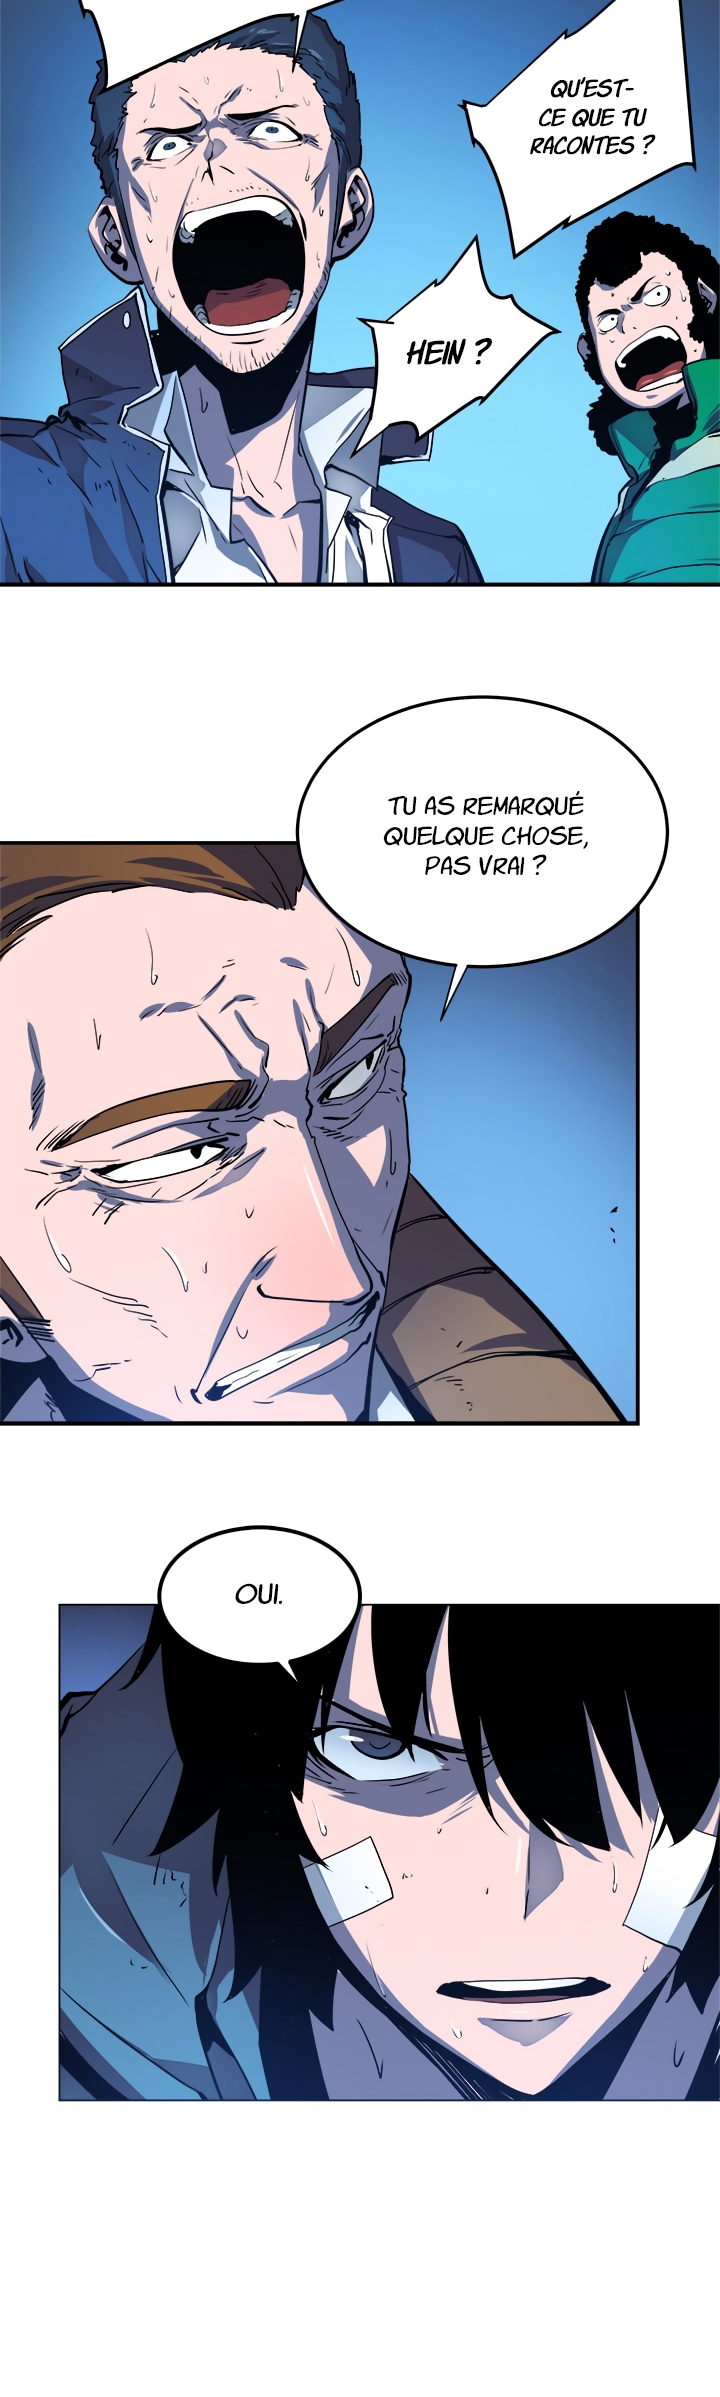 QU'EST-
CE QUE TU
RACONTES ?
HEIN ?
TU AS REMARQUÉ
QUELQUE CHOSE,
PAS VRAI ?
OUI.